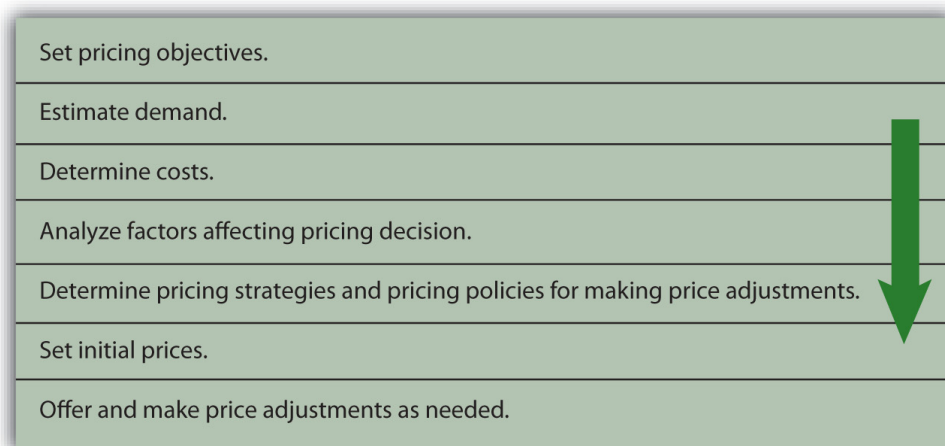 Set pricing objectives.
Estimate demand.
Determine costs.
Analyze factors affecting pricing decision.
Determine pricing strategies and pricing policies for making price adjustments.
Set initial prices.
Offer and make price adjustments as needed.